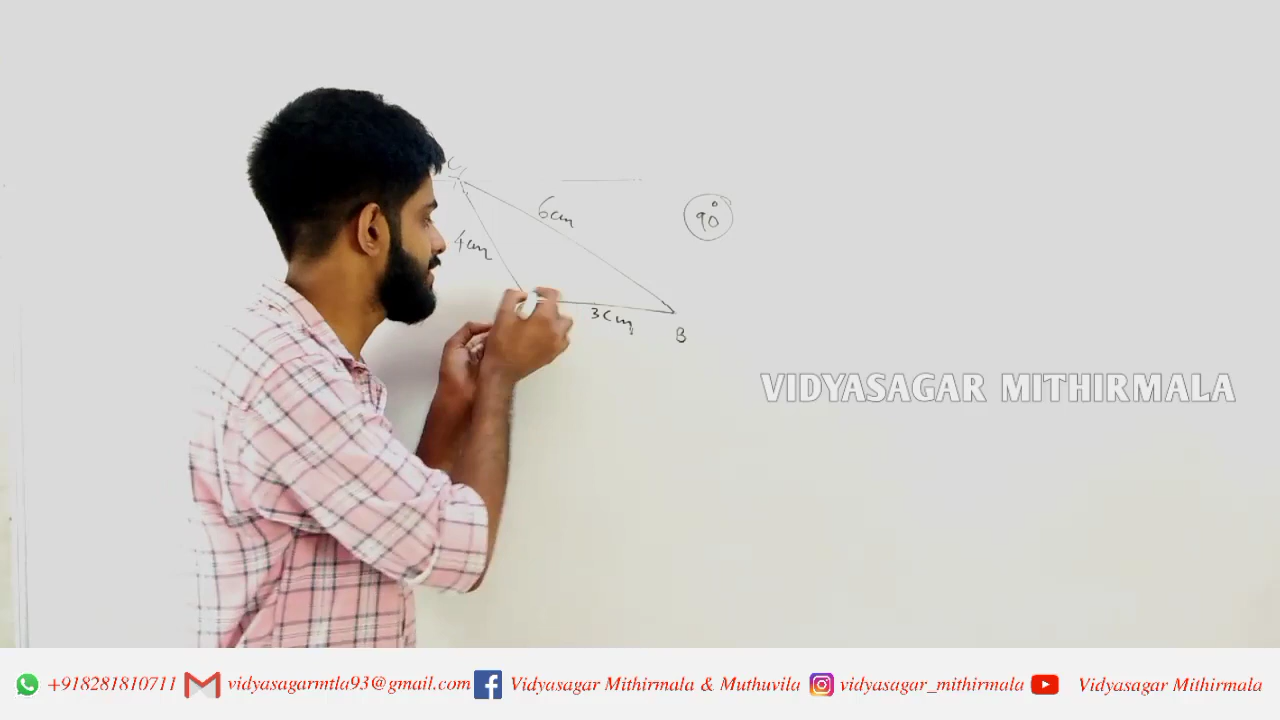 C
6cm
90°
4cm
3cm
B
VIDYASAGAR MITHIRMALA
+918281810711 vidyasagarmtla93@gmail.com Vidyasagar Mithirmala & Muthuvila vidyasagar_mithirmala Vidyasagar Mithirmala